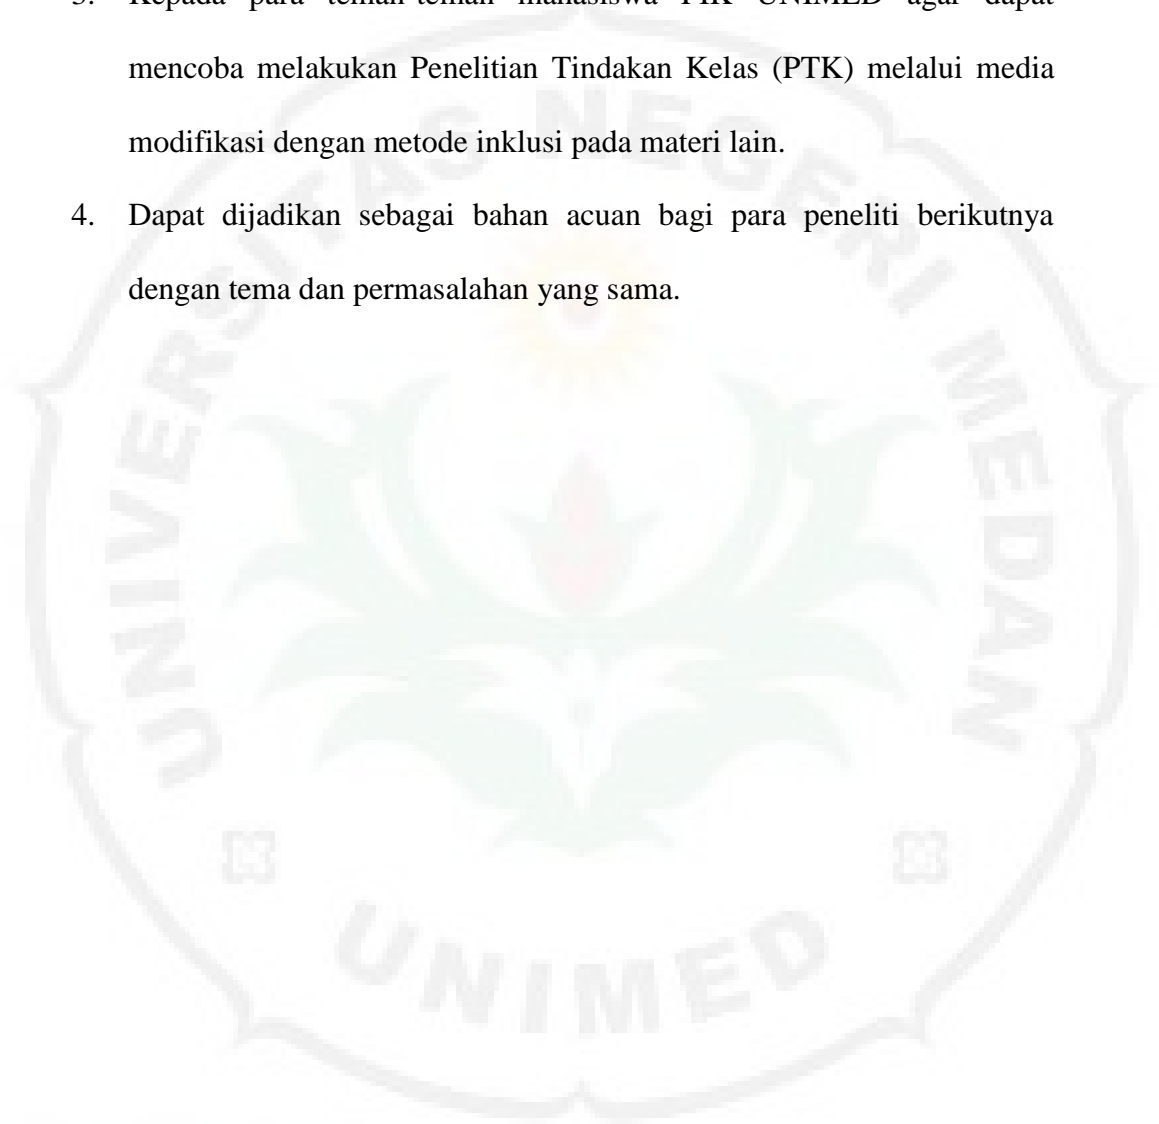 3. Kepada para teman-teman mahasiswa FIK UNIMED agar dapat
mencoba melakukan Penelitian Tindakan Kelas (PTK) melalui media
modifikasi dengan metode inklusi pada materi lain.
4. Dapat dijadikan sebagai bahan acuan bagi para peneliti berikutnya
dengan tema dan permasalahan yang sama.
UNIVERSITAS NEGERI MEDAN
UNIMED